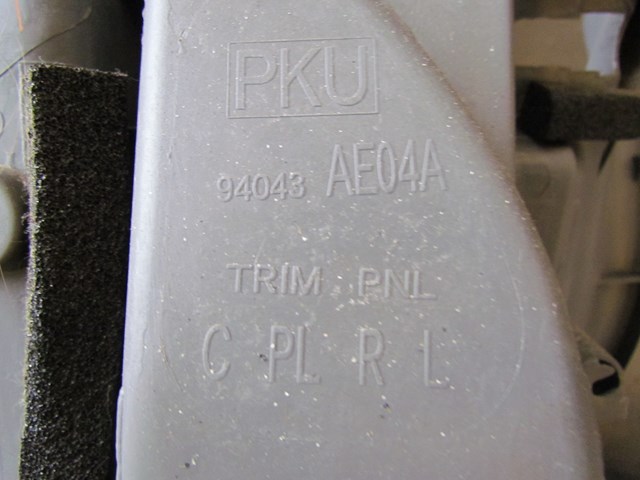 PKU
94043 AE04A
TRIM PNL
C PL R L